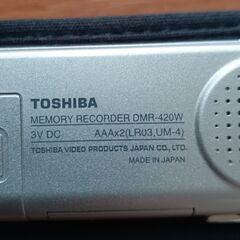 TOSHIBA
MEMORY RECORDER DMR-420W
3V DC AAAx2(LR03,UM-4)
TOSHIBA VIDEO PRODUCTS JAPAN CO., LTD.
MADE IN JAPAN